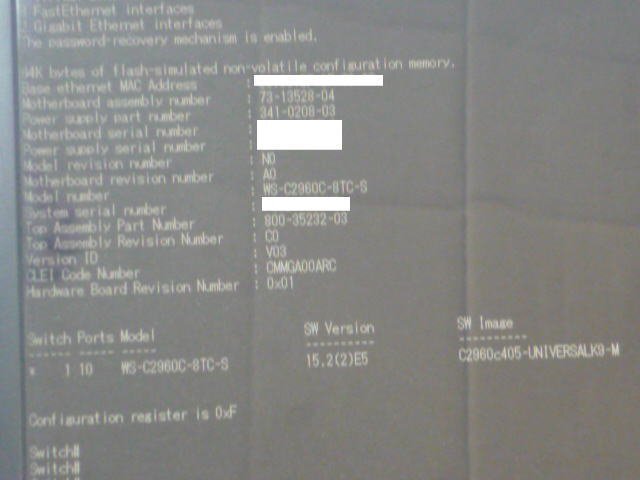 FastEthernet interfaces
Gigabit Ethernet interfaces
The password-recovery mechanism is enabled.
64K bytes of flash-simulated non-volatile configuration memory.
Base ethernet MAC Address :
Motherboard assembly number : 73-13528-04
Power supply part number : 341-0208-03
Motherboard serial number :
Power supply serial number :
Model revision number : N0
Motherboard revision number : A0
Model number : WS-C2960C-8TC-S
System serial number :
Top Assembly Part Number : 800-35232-03
Top Assembly Revision Number : C0
Version ID : V03
CLEI Code Number : CMMGA00ARC
Hardware Board Revision Number : 0x01
Switch Ports Model SW Version SW Image
------ ----- ----- ---------- ----------
* 1 10 WS-C2960C-8TC-S 15.2(2)E5 C2960c405-UNIVERSALK9-M
Configuration register is 0xF
Switch#
Switch#